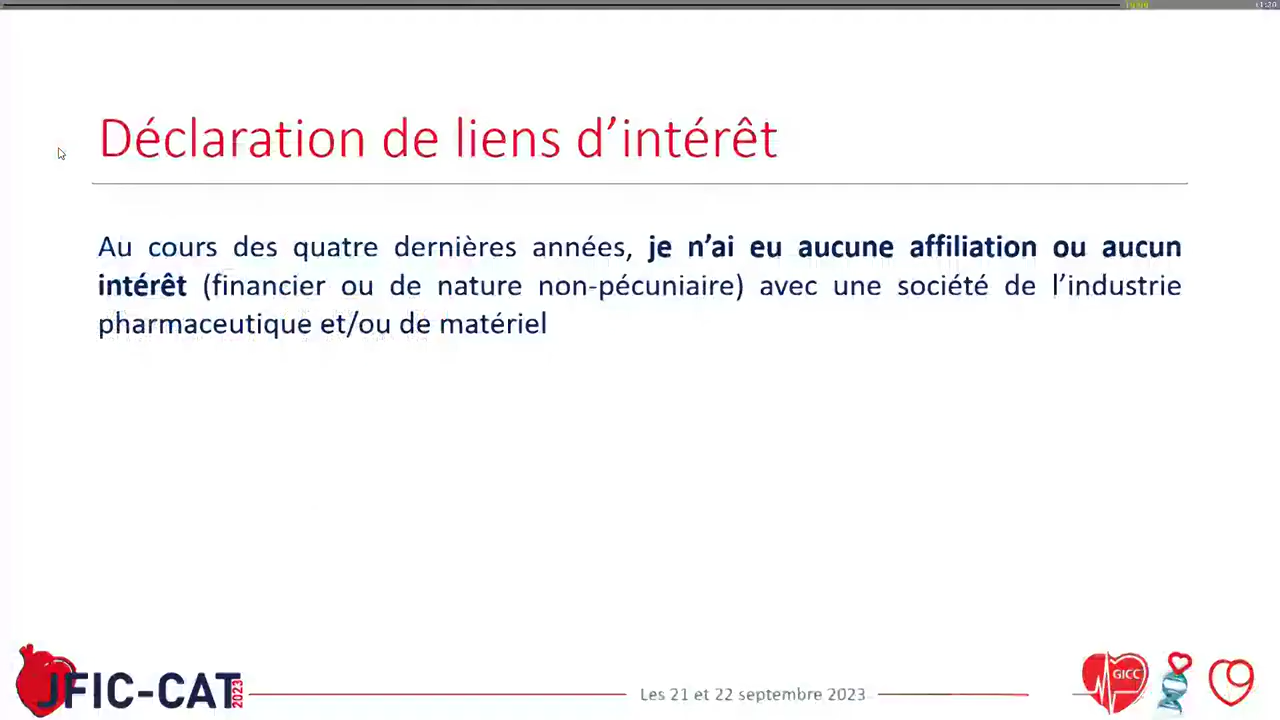 Déclaration de liens d’intérêt
Au cours des quatre dernières années, je n’ai eu aucune affiliation ou aucun
intérêt (financier ou de nature non-pécuniaire) avec une société de l’industrie
pharmaceutique et/ou de matériel
JFIC-CAT 2023
Les 21 et 22 septembre 2023
GICC